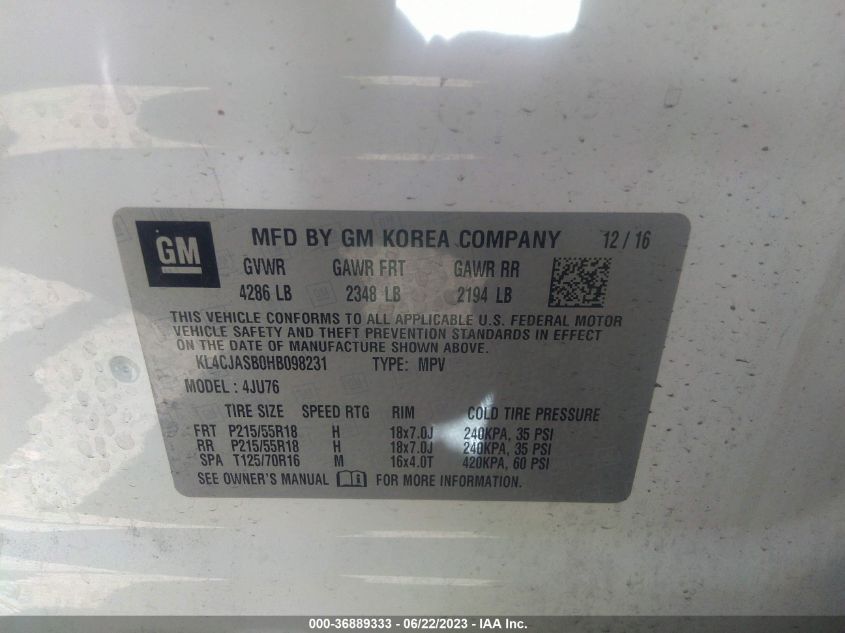 GM
MFD BY GM KOREA COMPANY 12 / 16
GVWR GAWR FRT GAWR RR
4286 LB 2348 LB 2194 LB
THIS VEHICLE CONFORMS TO ALL APPLICABLE U.S. FEDERAL MOTOR
VEHICLE SAFETY AND THEFT PREVENTION STANDARDS IN EFFECT
ON THE DATE OF MANUFACTURE SHOWN ABOVE.
KL4CJASB0HB098231 TYPE: MPV
MODEL : 4JU76
TIRE SIZE SPEED RTG RIM COLD TIRE PRESSURE
FRT P215/55R18 H 18x7.0J 240KPA, 35 PSI
RR P215/55R18 H 18x7.0J 240KPA, 35 PSI
SPA T125/70R16 M 16x4.0T 420KPA, 60 PSI
SEE OWNER'S MANUAL FOR MORE INFORMATION.
000-36889333 - 06/22/2023 - IAA Inc.